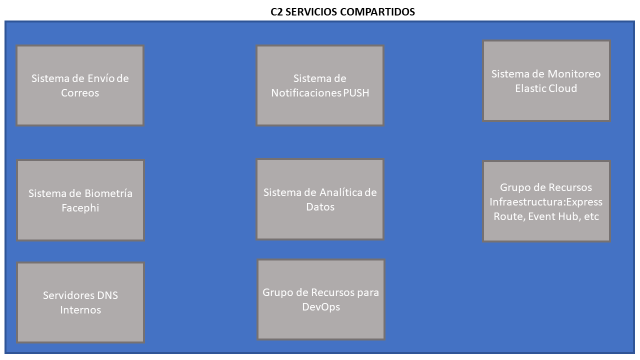 C2 SERVICIOS COMPARTIDOS
Sistema de Envío de
Correos
Sistema de
Notificaciones PUSH
Sistema de Monitoreo
Elastic Cloud
Sistema de Biometría
Facephi
Sistema de Analítica de
Datos
Grupo de Recursos
Infraestructura:Express
Route, Event Hub, etc
Servidores DNS
Internos
Grupo de Recursos para
DevOps